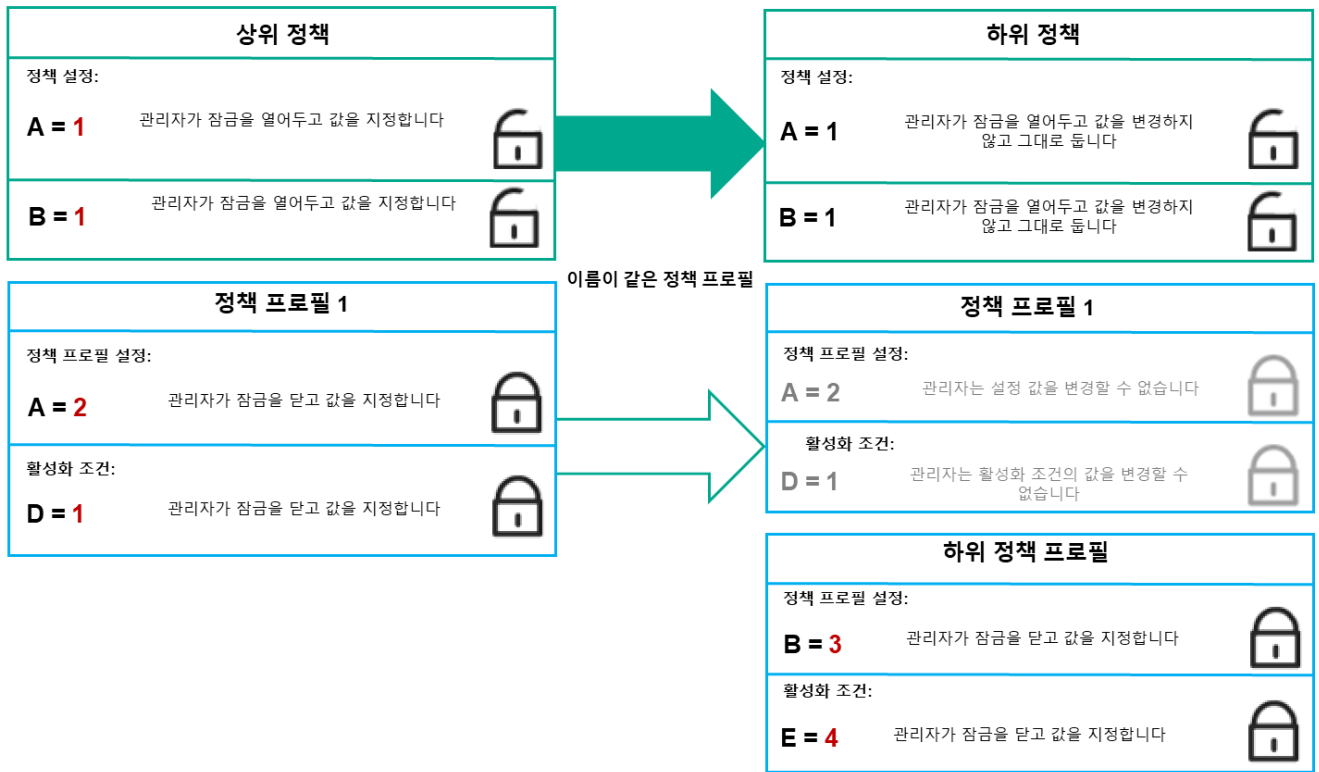 상위 정책
정책 설정:
A = 1
관리자가 잠금을 열어두고 값을 지정합니다
B = 1
관리자가 잠금을 열어두고 값을 지정합니다
하위 정책
정책 설정:
A = 1
관리자가 잠금을 열어두고 값을 변경하지
않고 그대로 둡니다
B = 1
관리자가 잠금을 열어두고 값을 변경하지
않고 그대로 둡니다
이름이 같은 정책 프로필
정책 프로필 1
정책 프로필 설정:
A = 2
관리자가 잠금을 닫고 값을 지정합니다
활성화 조건:
D = 1
관리자가 잠금을 닫고 값을 지정합니다
정책 프로필 1
정책 프로필 설정:
A = 2
관리자는 설정 값을 변경할 수 없습니다
활성화 조건:
D = 1
관리자는 활성화 조건의 값을 변경할 수
없습니다
하위 정책 프로필
정책 프로필 설정:
B = 3
관리자가 잠금을 닫고 값을 지정합니다
활성화 조건:
E = 4
관리자가 잠금을 닫고 값을 지정합니다